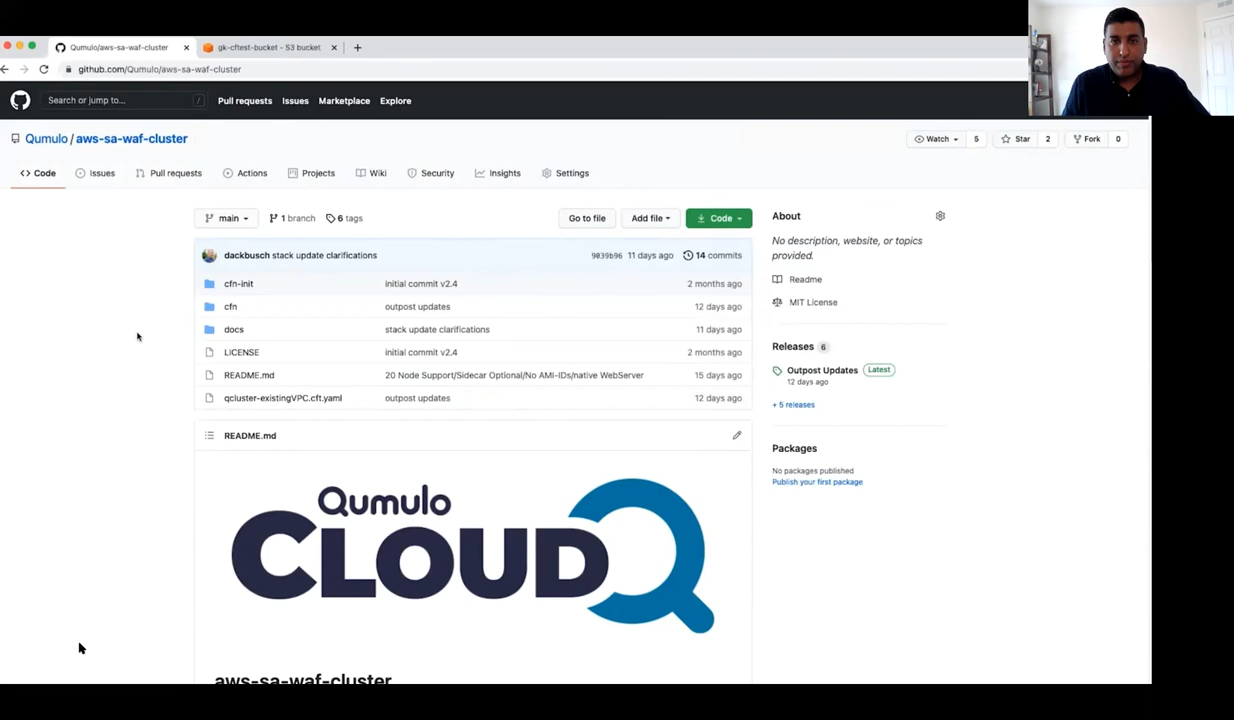 Qumulo/aws-sa-waf-cluster
gk-cftest-bucket - S3 bucket
github.com/Qumulo/aws-sa-waf-cluster
Search or jump to... /
Pull requests Issues Marketplace Explore
Qumulo / aws-sa-waf-cluster
Watch 5 Star 2 Fork 0
Code Issues Pull requests Actions Projects Wiki Security Insights Settings
main 1 branch 6 tags Go to file Add file Code
dackbusch stack update clarifications 9039b96 11 days ago 14 commits
cfn-init initial commit v2.4 2 months ago
cfn outpost updates 12 days ago
docs stack update clarifications 11 days ago
LICENSE initial commit v2.4 2 months ago
README.md 20 Node Support/Sidecar Optional/No AMI-IDs/native WebServer 15 days ago
qcluster-existingVPC.cft.yaml outpost updates 12 days ago
README.md
Qumulo
CLOUDQ
aws-sa-waf-cluster
About
No description, website, or topics
provided.
Readme
MIT License
Releases 6
Outpost Updates Latest
12 days ago
+ 5 releases
Packages
No packages published
Publish your first package